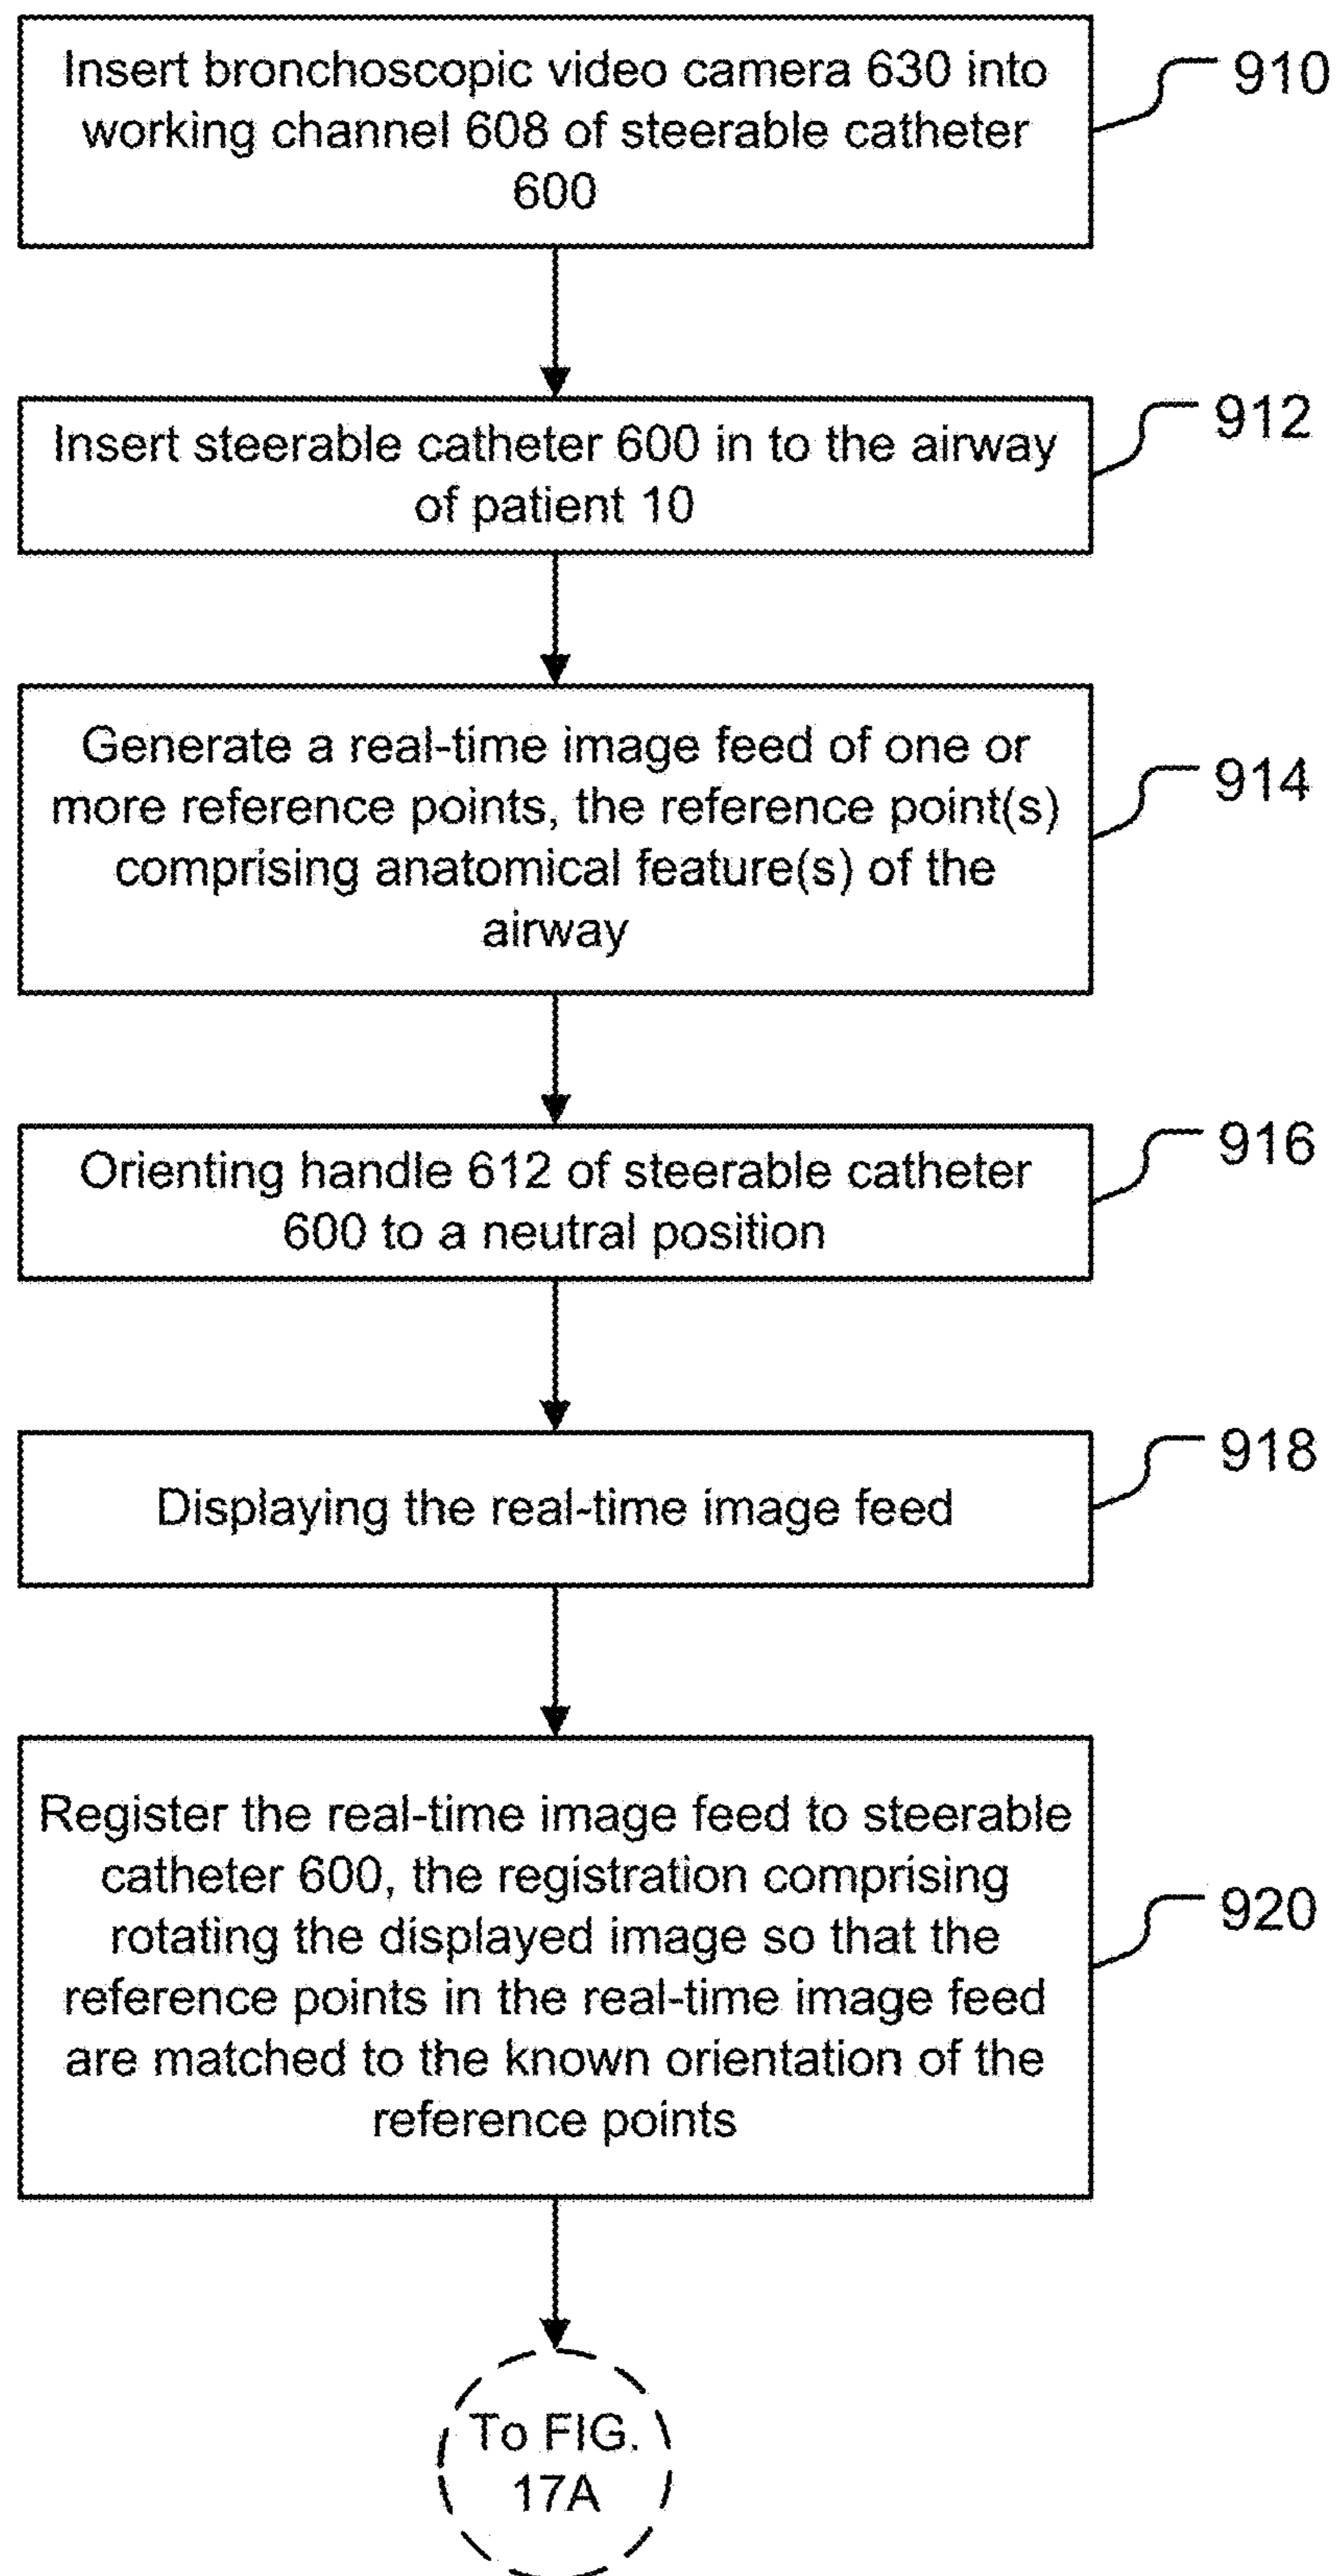 Insert bronchoscopic video camera 630 into
working channel 608 of steerable catheter
600
910
Insert steerable catheter 600 in to the airway
of patient 10
912
Generate a real-time image feed of one or
more reference points, the reference point(s)
comprising anatomical feature(s) of the
airway
914
Orienting handle 612 of steerable catheter
600 to a neutral position
916
Displaying the real-time image feed
918
Register the real-time image feed to steerable
catheter 600, the registration comprising
rotating the displayed image so that the
reference points in the real-time image feed
are matched to the known orientation of the
reference points
920
To FIG.
17A